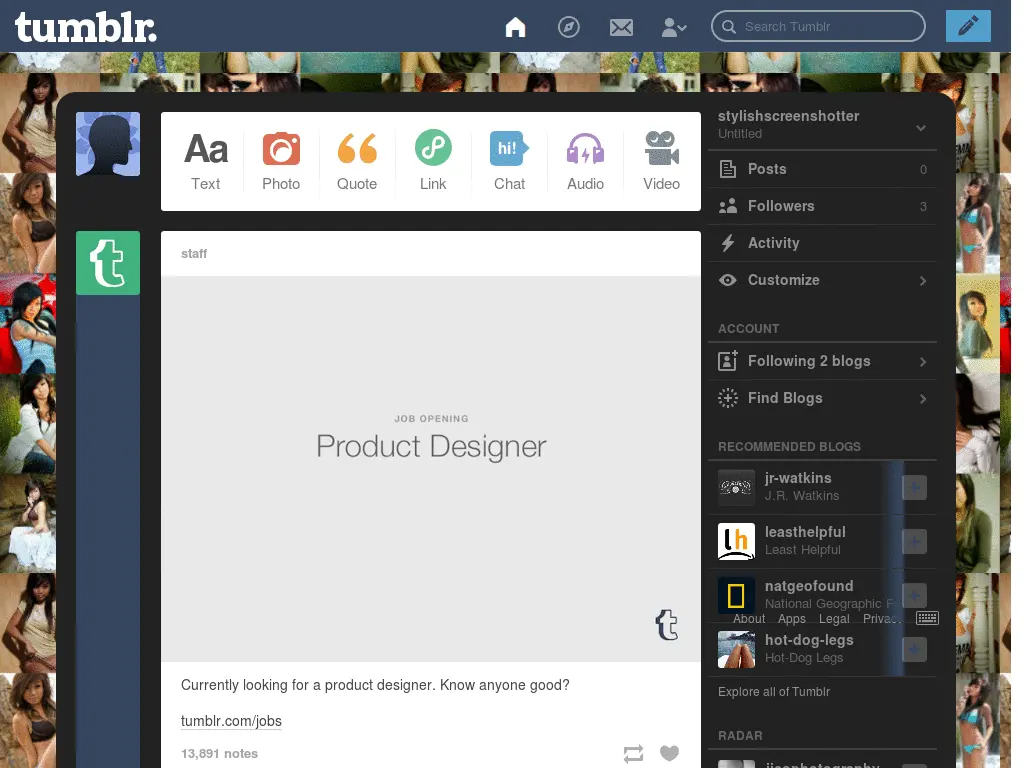 tumblr.
Search Tumblr
Aa
Text
Photo
Quote
Link
hi!
Chat
Audio
Video
stylishscreenshotter
Untitled
Posts 0
Followers 3
Activity
Customize
ACCOUNT
Following 2 blogs
Find Blogs
RECOMMENDED BLOGS
jr-watkins
J.R. Watkins
lh
leasthelpful
Least Helpful
natgeofound
National Geographic F
About Apps Legal
hot-dog-legs
Hot-Dog Legs
Explore all of Tumblr
RADAR
t
staff
JOB OPENING
Product Designer
t
Currently looking for a product designer. Know anyone good?
tumblr.com/jobs
13,891 notes